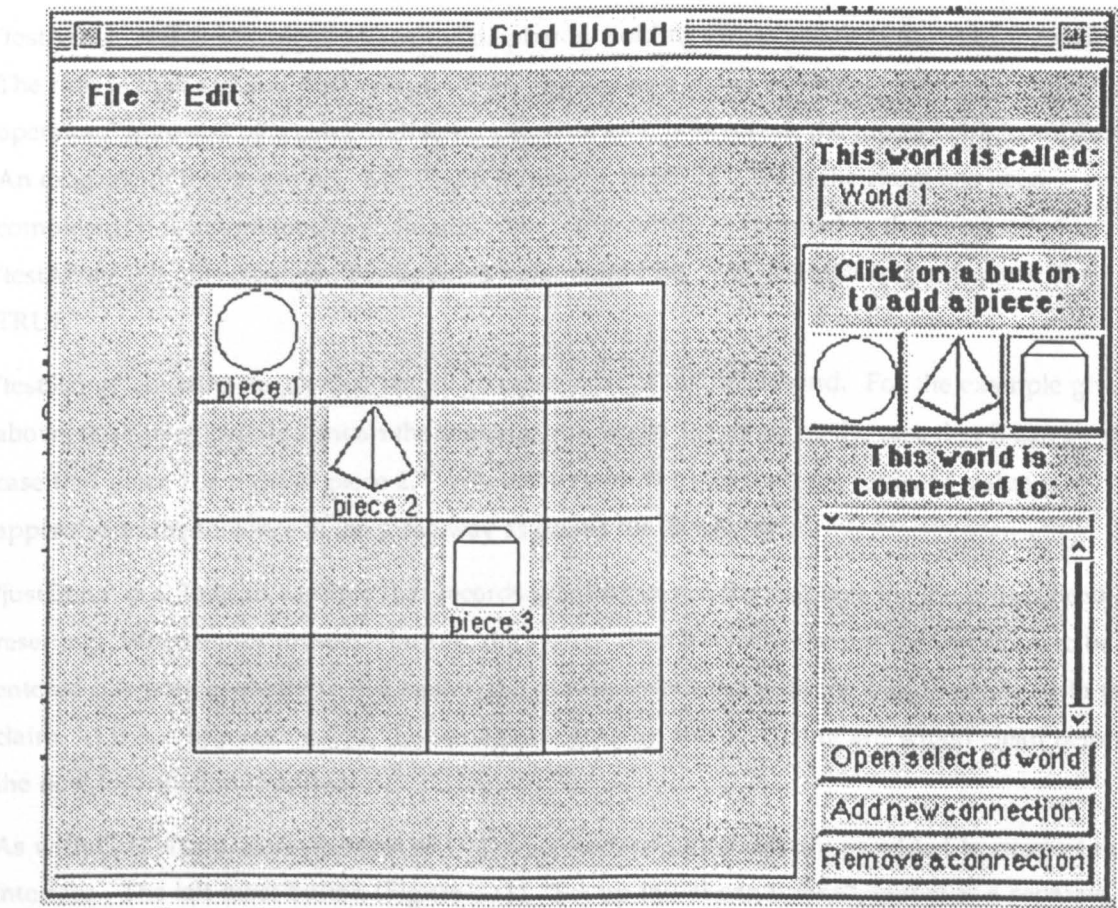 Grid World
File Edit
This world is called:
World 1
Click on a button
to add a piece:
piece
piece 2
piece 3
This world is
connected to:
Open selected world
Add new connection
Remove a connection